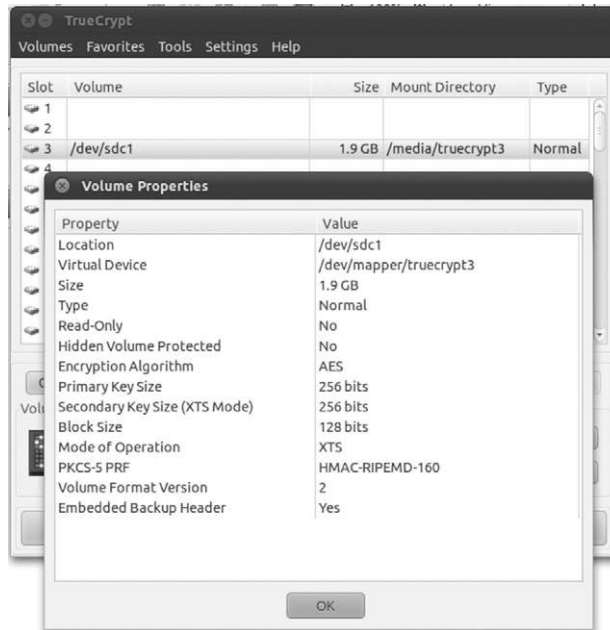 TrueCrypt
Volumes Favorites Tools Settings Help
Slot Volume Size Mount Directory Type
1
2
3 /dev/sdc1 1.9 GB /media/truecrypt3 Normal
4
Volume Properties
Property Value
Location /dev/sdc1
Virtual Device /dev/mapper/truecrypt3
Size 1.9 GB
Type Normal
Read-Only No
Hidden Volume Protected No
Encryption Algorithm AES
Primary Key Size 256 bits
Secondary Key Size (XTS Mode) 256 bits
Block Size 128 bits
Mode of Operation XTS
PKCS-5 PRF HMAC-RIPEMD-160
Volume Format Version 2
Embedded Backup Header Yes
OK